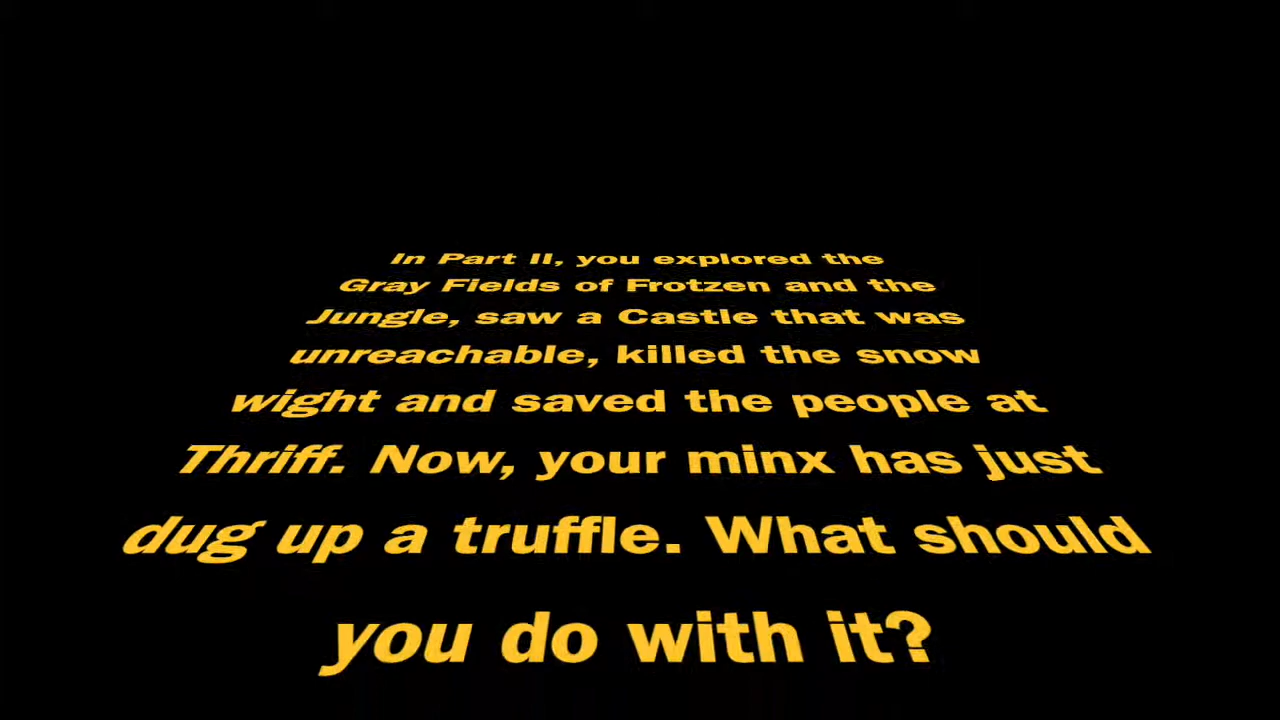 In Part II, you explored the
Gray Fields of Frotzen and the
Jungle, saw a Castle that was
unreachable, killed the snow
wight and saved the people at
Thriff. Now, your minx has just
dug up a truffle. What should
you do with it?